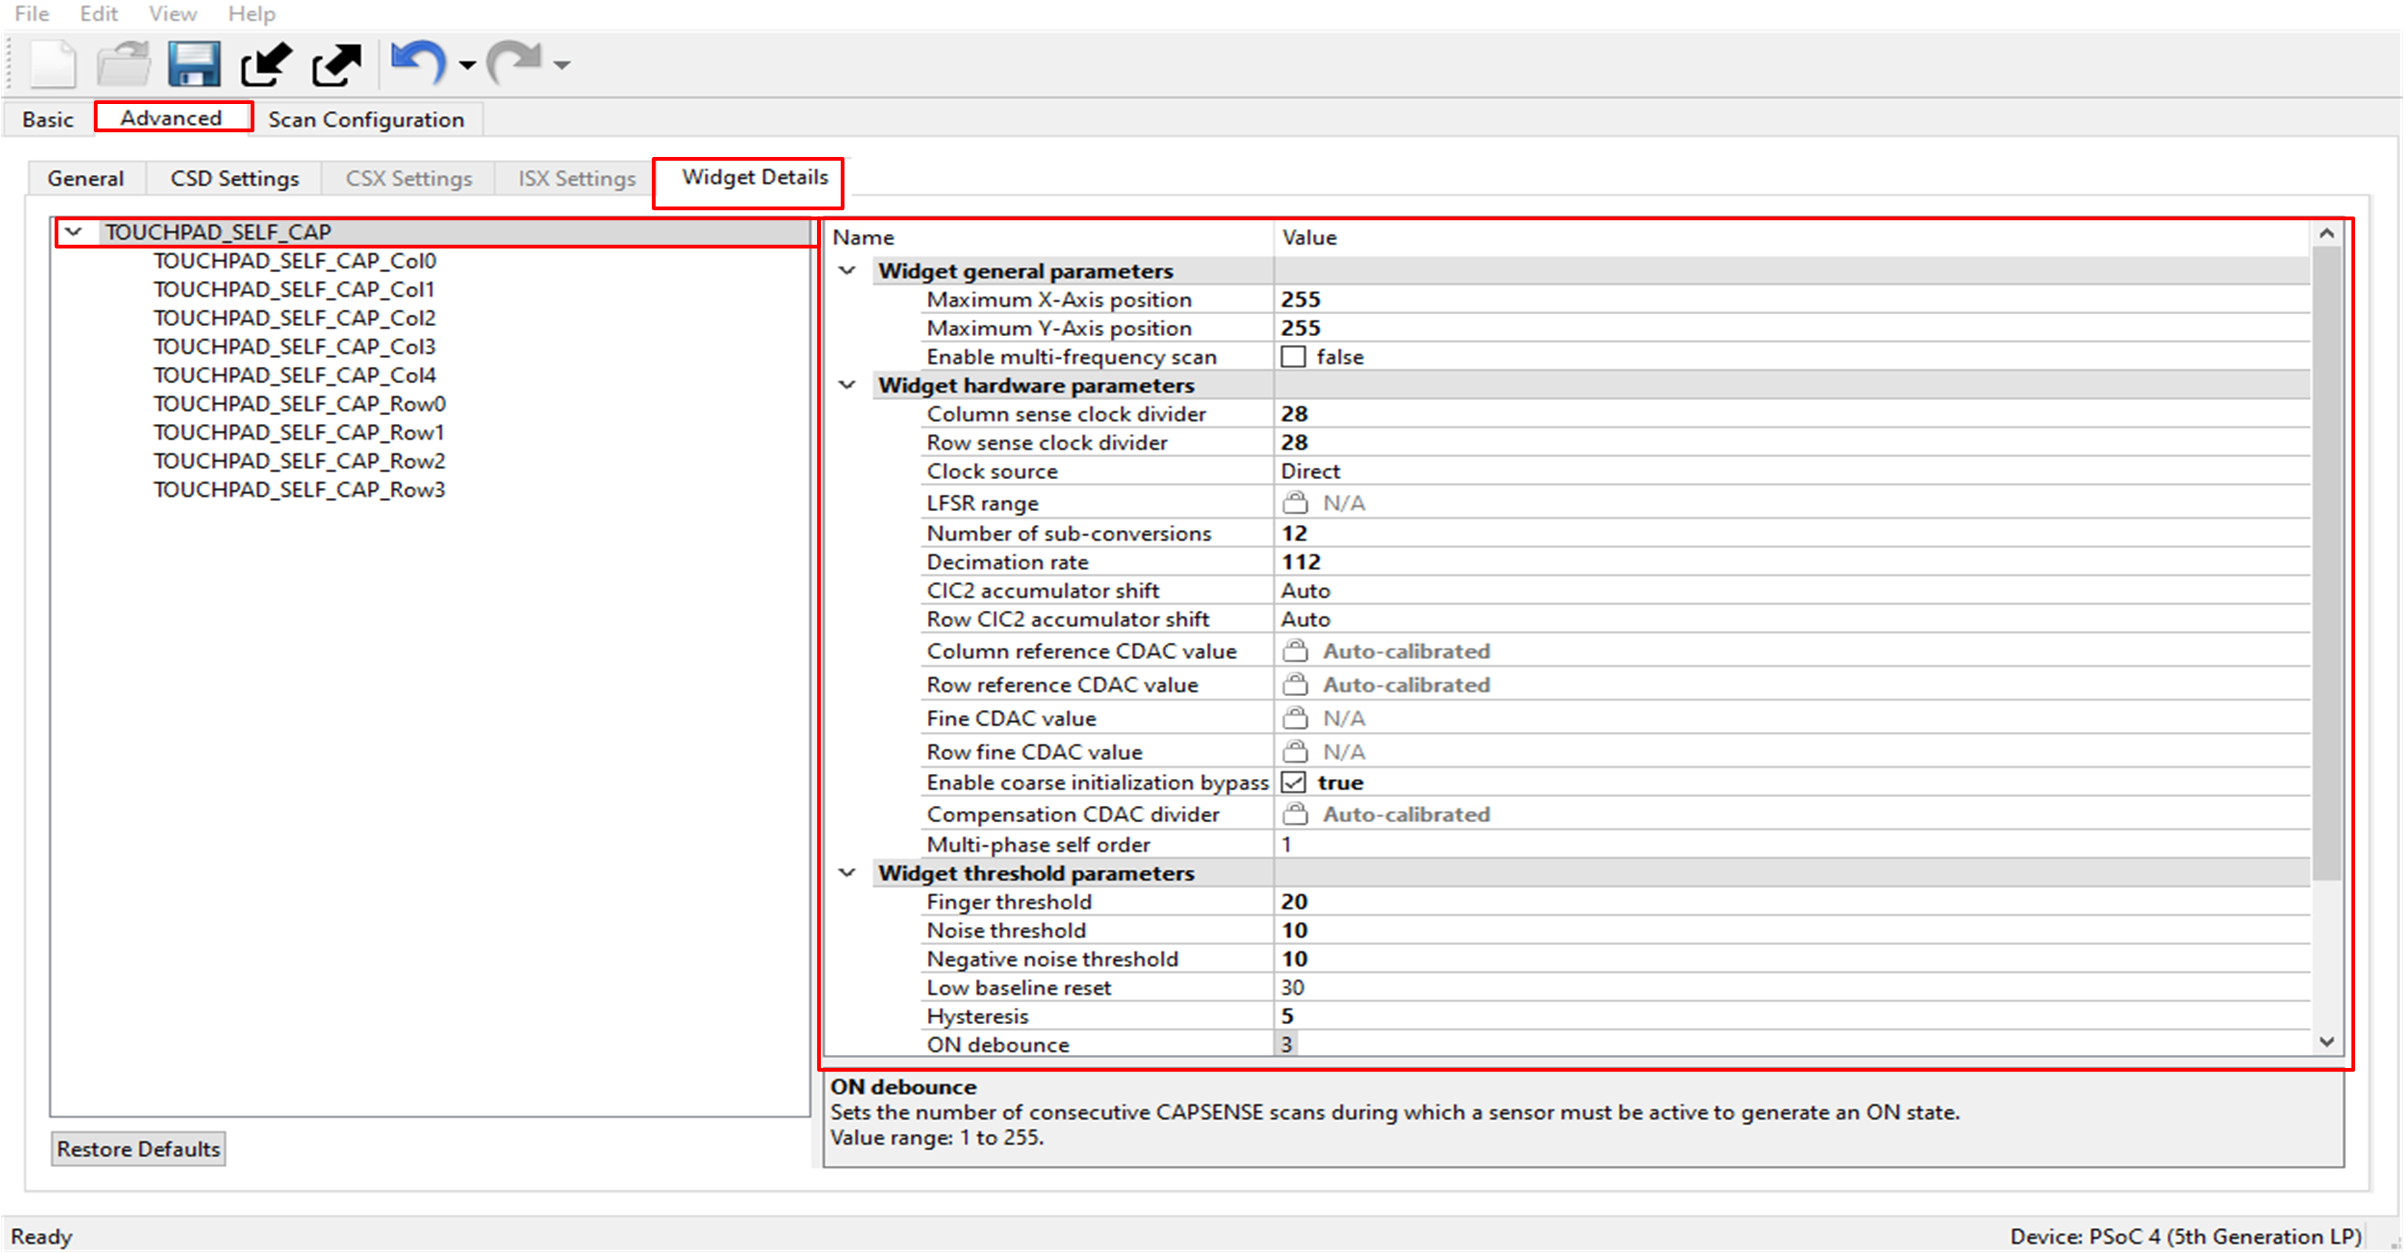 File Edit View Help
Basic Advanced Scan Configuration
General CSD Settings CSX Settings ISX Settings Widget Details
TOUCHPAD_SELF_CAP
TOUCHPAD_SELF_CAP_Col0
TOUCHPAD_SELF_CAP_Col1
TOUCHPAD_SELF_CAP_Col2
TOUCHPAD_SELF_CAP_Col3
TOUCHPAD_SELF_CAP_Col4
TOUCHPAD_SELF_CAP_Row0
TOUCHPAD_SELF_CAP_Row1
TOUCHPAD_SELF_CAP_Row2
TOUCHPAD_SELF_CAP_Row3
Restore Defaults
Name Value
Widget general parameters
Maximum X-Axis position 255
Maximum Y-Axis position 255
Enable multi-frequency scan false
Widget hardware parameters
Column sense clock divider 28
Row sense clock divider 28
Clock source Direct
LFSR range N/A
Number of sub-conversions 12
Decimation rate 112
CIC2 accumulator shift Auto
Row CIC2 accumulator shift Auto
Column reference CDAC value Auto-calibrated
Row reference CDAC value Auto-calibrated
Fine CDAC value N/A
Row fine CDAC value N/A
Enable coarse initialization bypass true
Compensation CDAC divider Auto-calibrated
Multi-phase self order 1
Widget threshold parameters
Finger threshold 20
Noise threshold 10
Negative noise threshold 10
Low baseline reset 30
Hysteresis 5
ON debounce 3
ON debounce
Sets the number of consecutive CAPSENSE scans during which a sensor must be active to generate an ON state.
Value range: 1 to 255.
Ready Device: PSoC 4 (5th Generation LP)